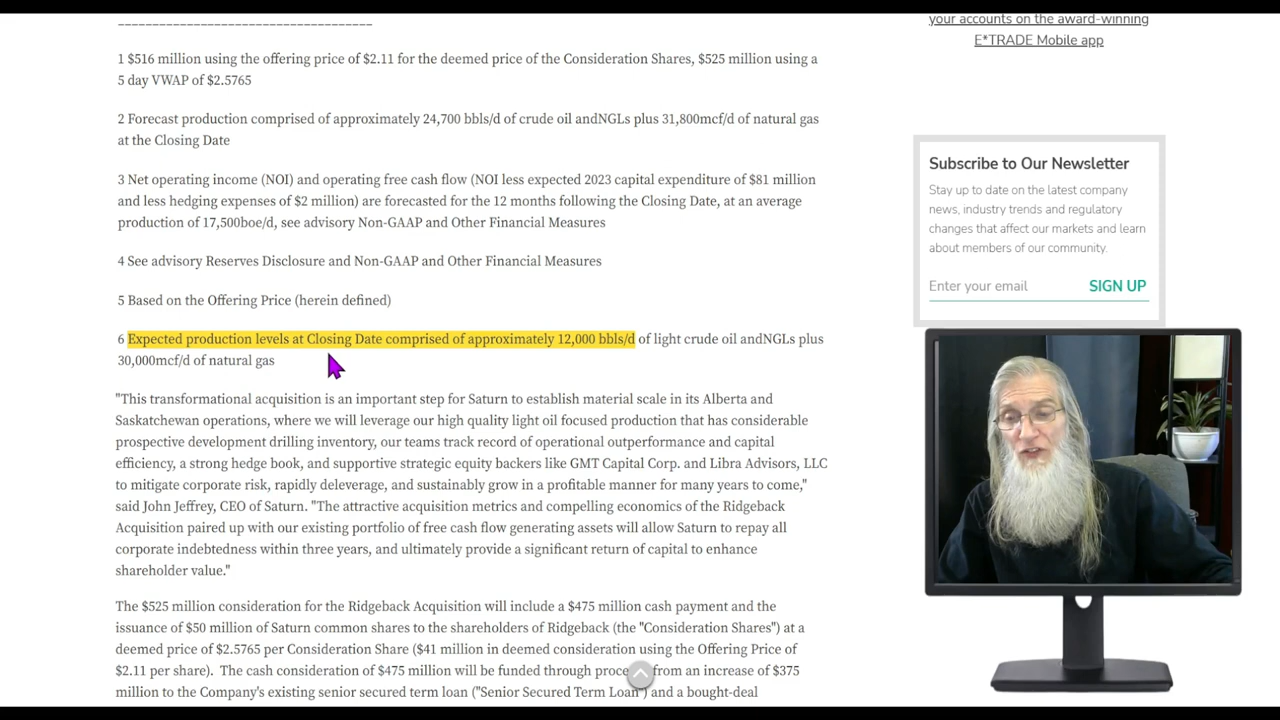 ____________________________________
1 $516 million using the offering price of $2.11 for the deemed price of the Consideration Shares, $525 million using a
5 day VWAP of $2.5765
2 Forecast production comprised of approximately 24,700 bbls/d of crude oil andNGLs plus 31,800mcf/d of natural gas
at the Closing Date
3 Net operating income (NOI) and operating free cash flow (NOI less expected 2023 capital expenditure of $81 million
and less hedging expenses of $2 million) are forecasted for the 12 months following the Closing Date, at an average
production of 17,500boe/d, see advisory Non-GAAP and Other Financial Measures
4 See advisory Reserves Disclosure and Non-GAAP and Other Financial Measures
5 Based on the Offering Price (herein defined)
6 Expected production levels at Closing Date comprised of approximately 12,000 bbls/d of light crude oil andNGLs plus
30,000mcf/d of natural gas
"This transformational acquisition is an important step for Saturn to establish material scale in its Alberta and
Saskatchewan operations, where we will leverage our high quality light oil focused production that has considerable
prospective development drilling inventory, our teams track record of operational outperformance and capital
efficiency, a strong hedge book, and supportive strategic equity backers like GMT Capital Corp. and Libra Advisors, LLC
to mitigate corporate risk, rapidly deleverage, and sustainably grow in a profitable manner for many years to come,"
said John Jeffrey, CEO of Saturn. "The attractive acquisition metrics and compelling economics of the Ridgeback
Acquisition paired up with our existing portfolio of free cash flow generating assets will allow Saturn to repay all
corporate indebtedness within three years, and ultimately provide a significant return of capital to enhance
shareholder value."
The $525 million consideration for the Ridgeback Acquisition will include a $475 million cash payment and the
issuance of $50 million of Saturn common shares to the shareholders of Ridgeback (the "Consideration Shares") at a
deemed price of $2.5765 per Consideration Share ($41 million in deemed consideration using the Offering Price of
$2.11 per share). The cash consideration of $475 million will be funded through from an increase of $375
million to the Company's existing senior secured term loan ("Senior Secured Term Loan") and a bought-deal
your accounts on the award-winning
E*TRADE Mobile app
Subscribe to Our Newsletter
Stay up to date on the latest company
news, industry trends and regulatory
changes that affect our markets and learn
about members of our community.
Enter your email SIGN UP